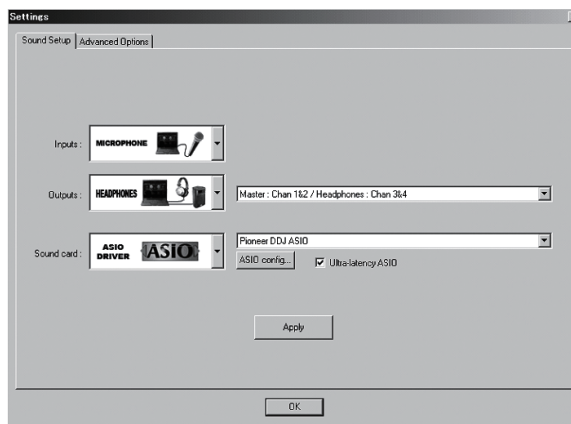 Settings
Sound Setup Advanced Options
Inputs : MICROPHONE
Outputs : HEADPHONES Master : Chan 1&2 / Headphones : Chan 3&4
Sound card : ASIO DRIVER ASIO Pioneer DDJ ASIO
ASIO config... Ultra-latency ASIO
Apply
OK